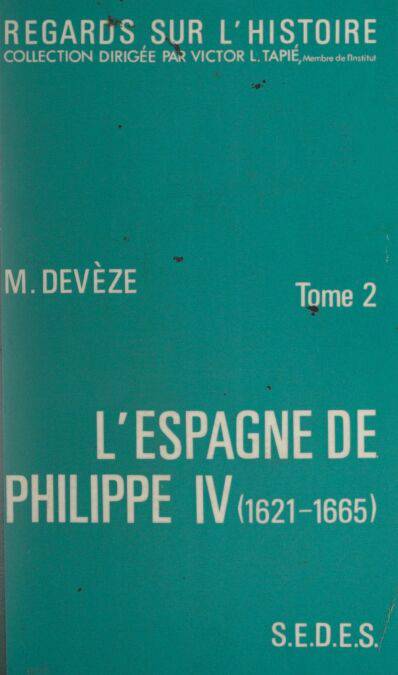 REGARDS SUR L'HISTOIRE
COLLECTION DIRIGÉE PAR VICTOR L. TAPIÉ, Membre de l'Institut
M. DEVÈZE
Tome 2
L'ESPAGNE DE
PHILIPPE IV (1621-1665)
S.E.D.E.S.